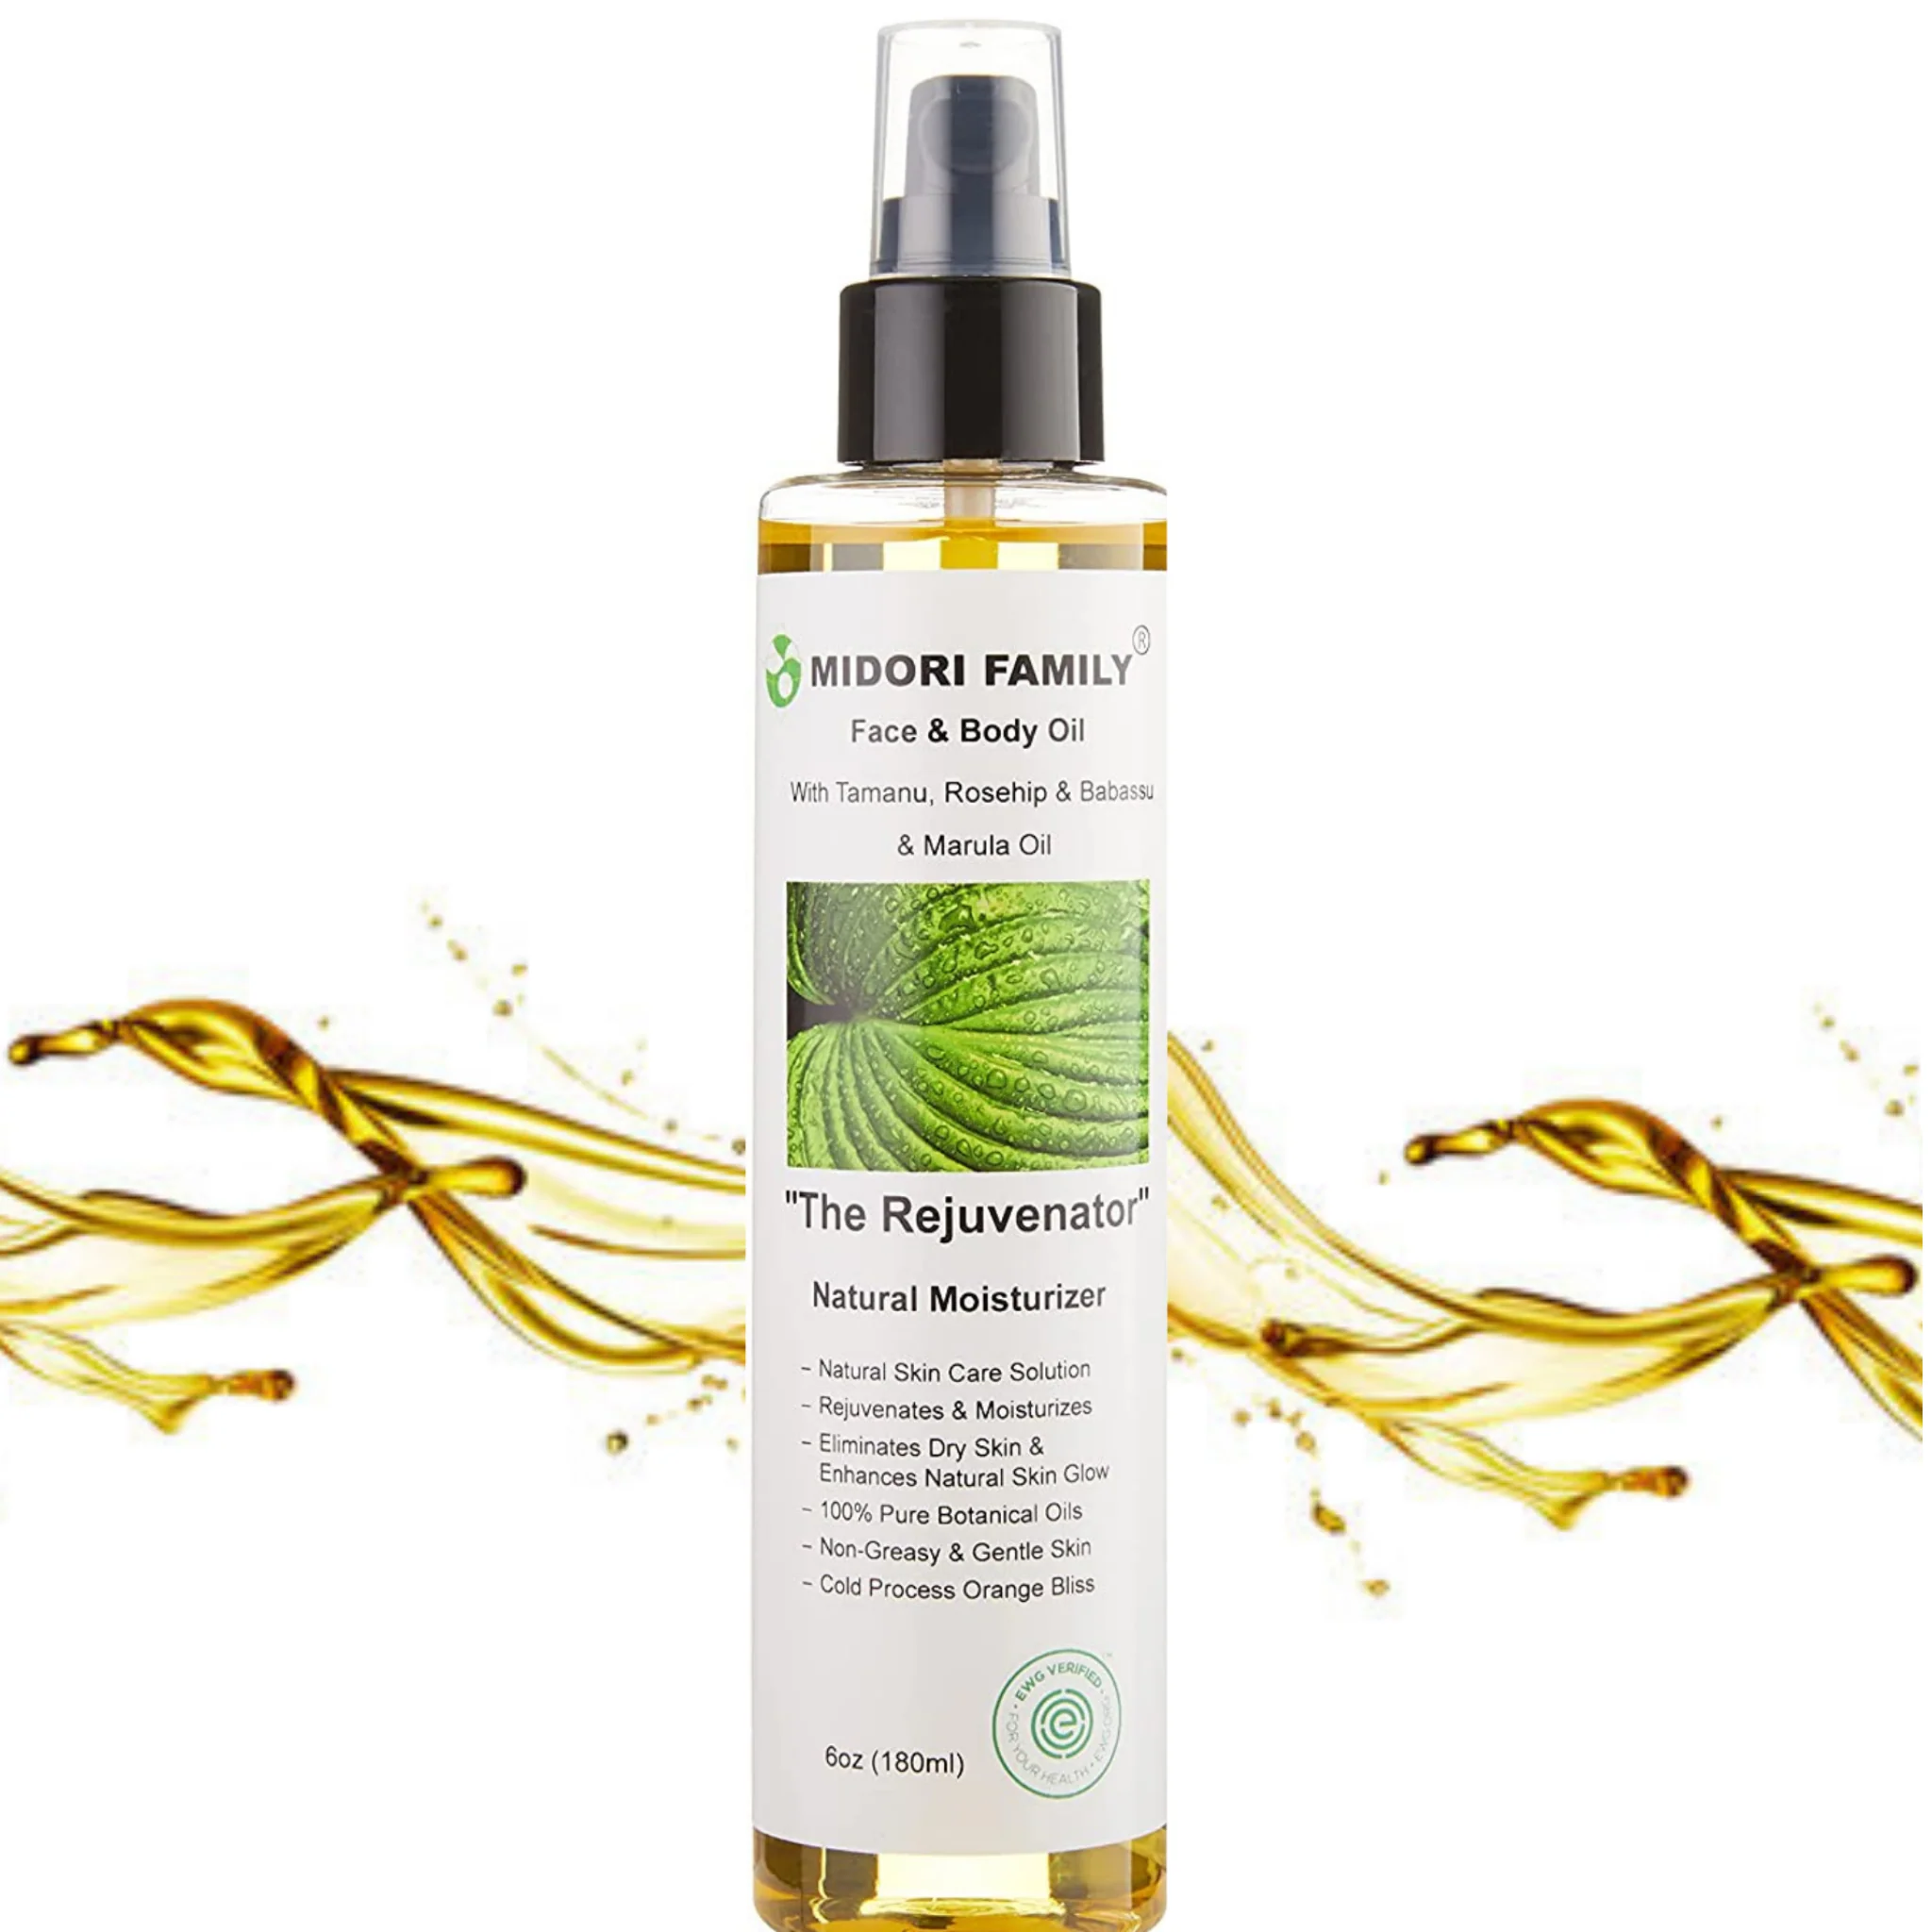 MIDORI FAMILY®
Face & Body Oil
With Tamanu, Rosehip & Babassu
& Marula Oil
"The Rejuvenator"
Natural Moisturizer
– Natural Skin Care Solution
– Rejuvenates & Moisturizes
– Eliminates Dry Skin &
Enhances Natural Skin Glow
– 100% Pure Botanical Oils
– Non-Greasy & Gentle Skin
– Cold Process Orange Bliss
• EWG VERIFIED •
FOR YOUR HEALTH •
6oz (180ml)